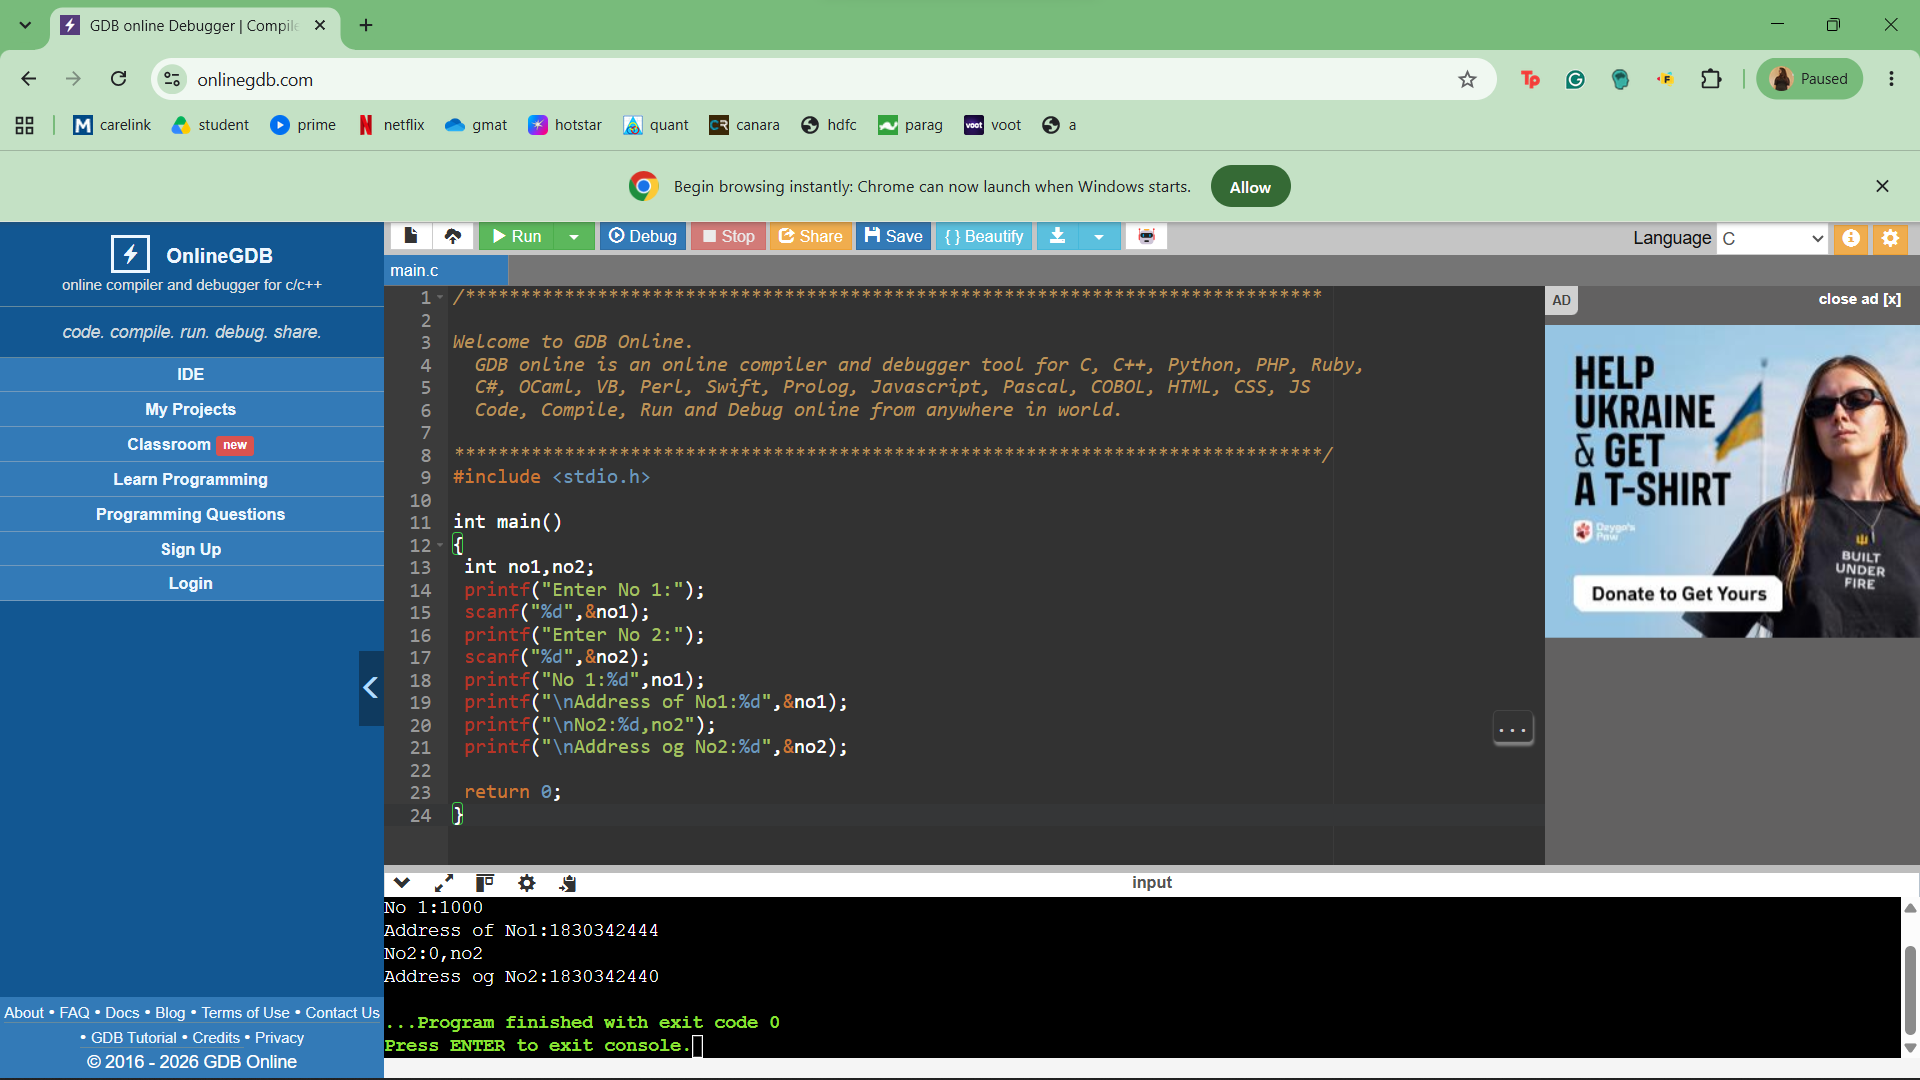 GDB online Debugger | Compile
onlinegdb.com
Tp
Paused
carelink
student
prime
netflix
gmat
hotstar
quant
canara
hdfc
parag
voot
a
Begin browsing instantly: Chrome can now launch when Windows starts.
Allow
OnlineGDB
online compiler and debugger for c/c++
code. compile. run. debug. share.
IDE
My Projects
Classroom new
Learn Programming
Programming Questions
Sign Up
Login
About • FAQ • Docs • Blog • Terms of Use • Contact Us
• GDB Tutorial • Credits • Privacy
© 2016 - 2026 GDB Online
Run
Debug
Stop
Share
Save
{ } Beautify
Language C
main.c
1 /******************************************************************************
2
3 Welcome to GDB Online.
4 GDB online is an online compiler and debugger tool for C, C++, Python, PHP, Ruby,
5 C#, OCaml, VB, Perl, Swift, Prolog, Javascript, Pascal, COBOL, HTML, CSS, JS
6 Code, Compile, Run and Debug online from anywhere in world.
7
8 *******************************************************************************/
9 #include <stdio.h>
10
11 int main()
12 {
13 int no1,no2;
14 printf("Enter No 1:");
15 scanf("%d",&no1);
16 printf("Enter No 2:");
17 scanf("%d",&no2);
18 printf("No 1:%d",no1);
19 printf("\nAddress of No1:%d",&no1);
20 printf("\nNo2:%d,no2");
21 printf("\nAddress og No2:%d",&no2);
22
23 return 0;
24 }
...
AD
close ad [x]
HELP
UKRAINE
& GET
A T-SHIRT
Dzyga's
Paw
BUILT
UNDER
FIRE
Donate to Get Yours
input
No 1:1000
Address of No1:1830342444
No2:0,no2
Address og No2:1830342440
...Program finished with exit code 0
Press ENTER to exit console.